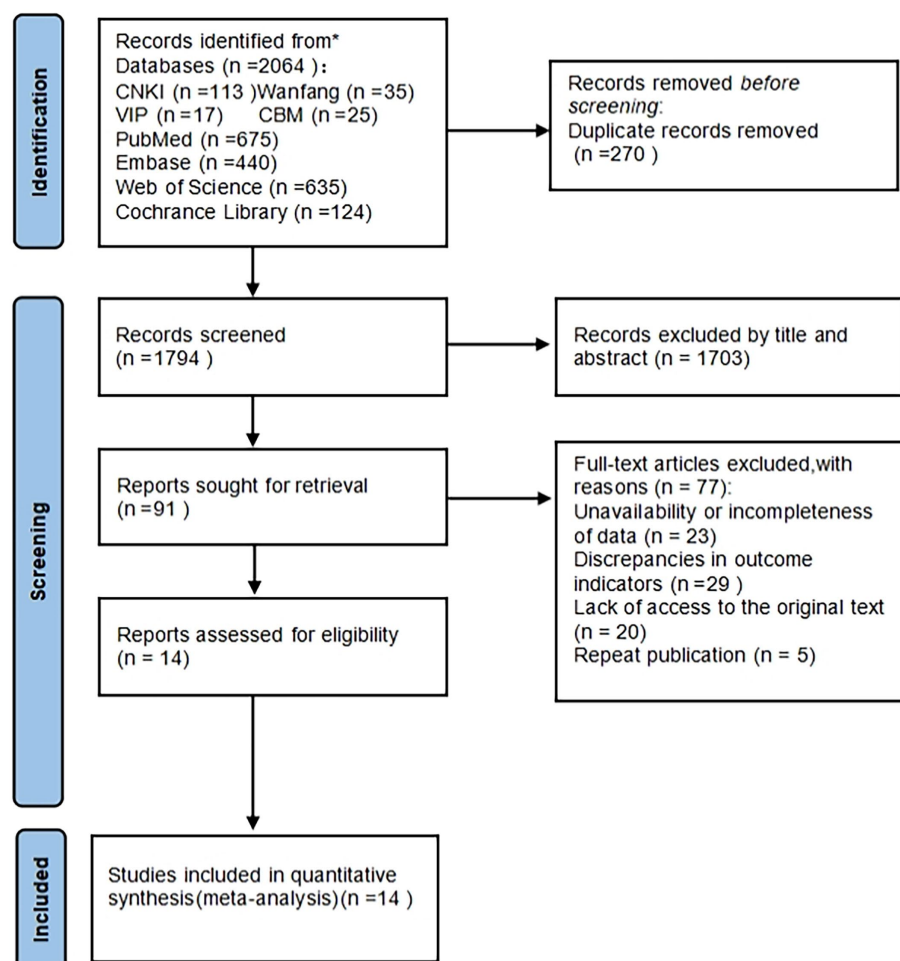 Identification
Records identified from*
Databases (n =2064 )：
CNKI (n =113 )Wanfang (n =35)
VIP (n =17) CBM (n =25)
PubMed (n =675)
Embase (n =440)
Web of Science (n =635)
Cochrance Library (n =124)
Records removed before
screening:
Duplicate records removed
(n =270 )
Screening
Records screened
(n =1794 )
Records excluded by title and
abstract (n = 1703)
Reports sought for retrieval
(n =91 )
Full-text articles excluded,with
reasons (n = 77):
Unavailability or incompleteness
of data (n = 23)
Discrepancies in outcome
indicators (n =29 )
Lack of access to the original text
(n = 20)
Repeat publication (n = 5)
Reports assessed for eligibility
(n = 14)
Included
Studies included in quantitative
synthesis(meta-analysis)(n =14 )